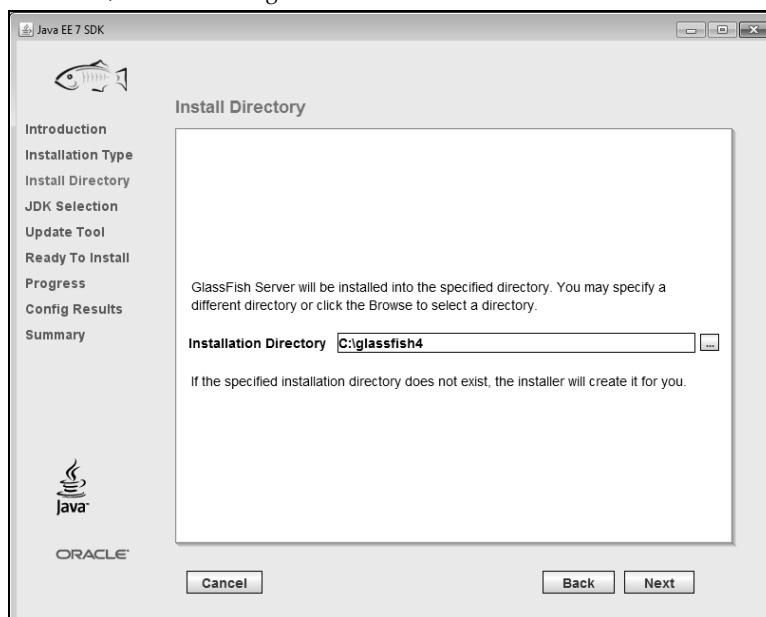 Java EE 7 SDK
Install Directory
Introduction
Installation Type
Install Directory
JDK Selection
Update Tool
Ready To Install
Progress
Config Results
Summary
GlassFish Server will be installed into the specified directory. You may specify a
different directory or click the Browse to select a directory.
Installation Directory C:\glassfish4 ...
If the specified installation directory does not exist, the installer will create it for you.
Java
ORACLE
Cancel Back Next